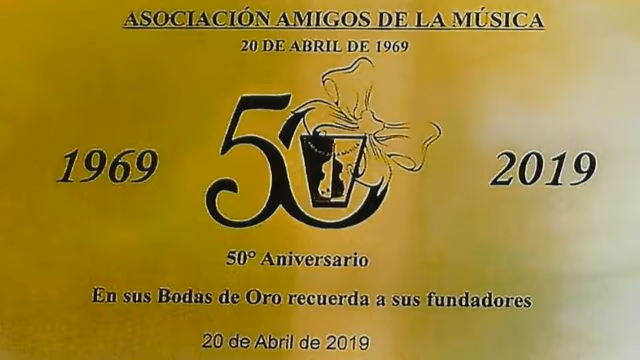 ASOCIACIÓN AMIGOS DE LA MÚSICA
20 DE ABRIL DE 1969
1969 50 2019
50° Aniversario
En sus Bodas de Oro recuerda a sus fundadores
20 de Abril de 2019